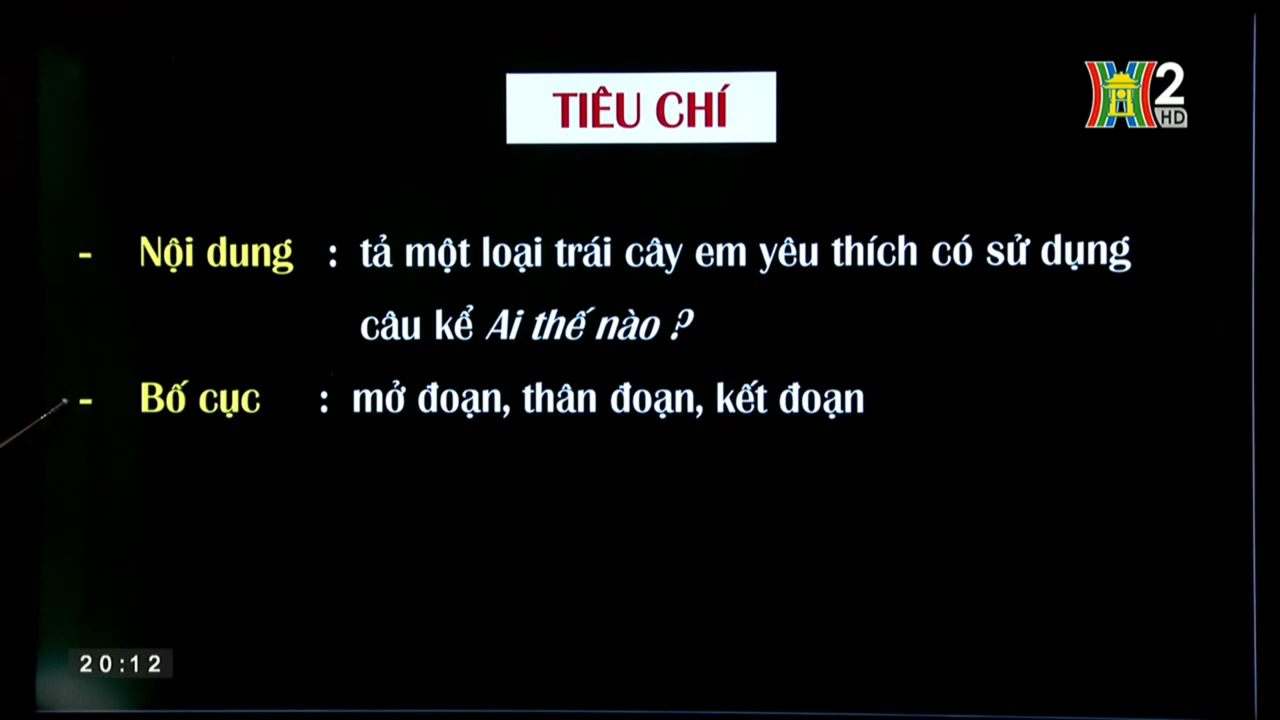 TIÊU CHÍ
2
HD
- Nội dung : tả một loại trái cây em yêu thích có sử dụng
câu kể Ai thế nào ?
- Bố cục : mở đoạn, thân đoạn, kết đoạn
20:12